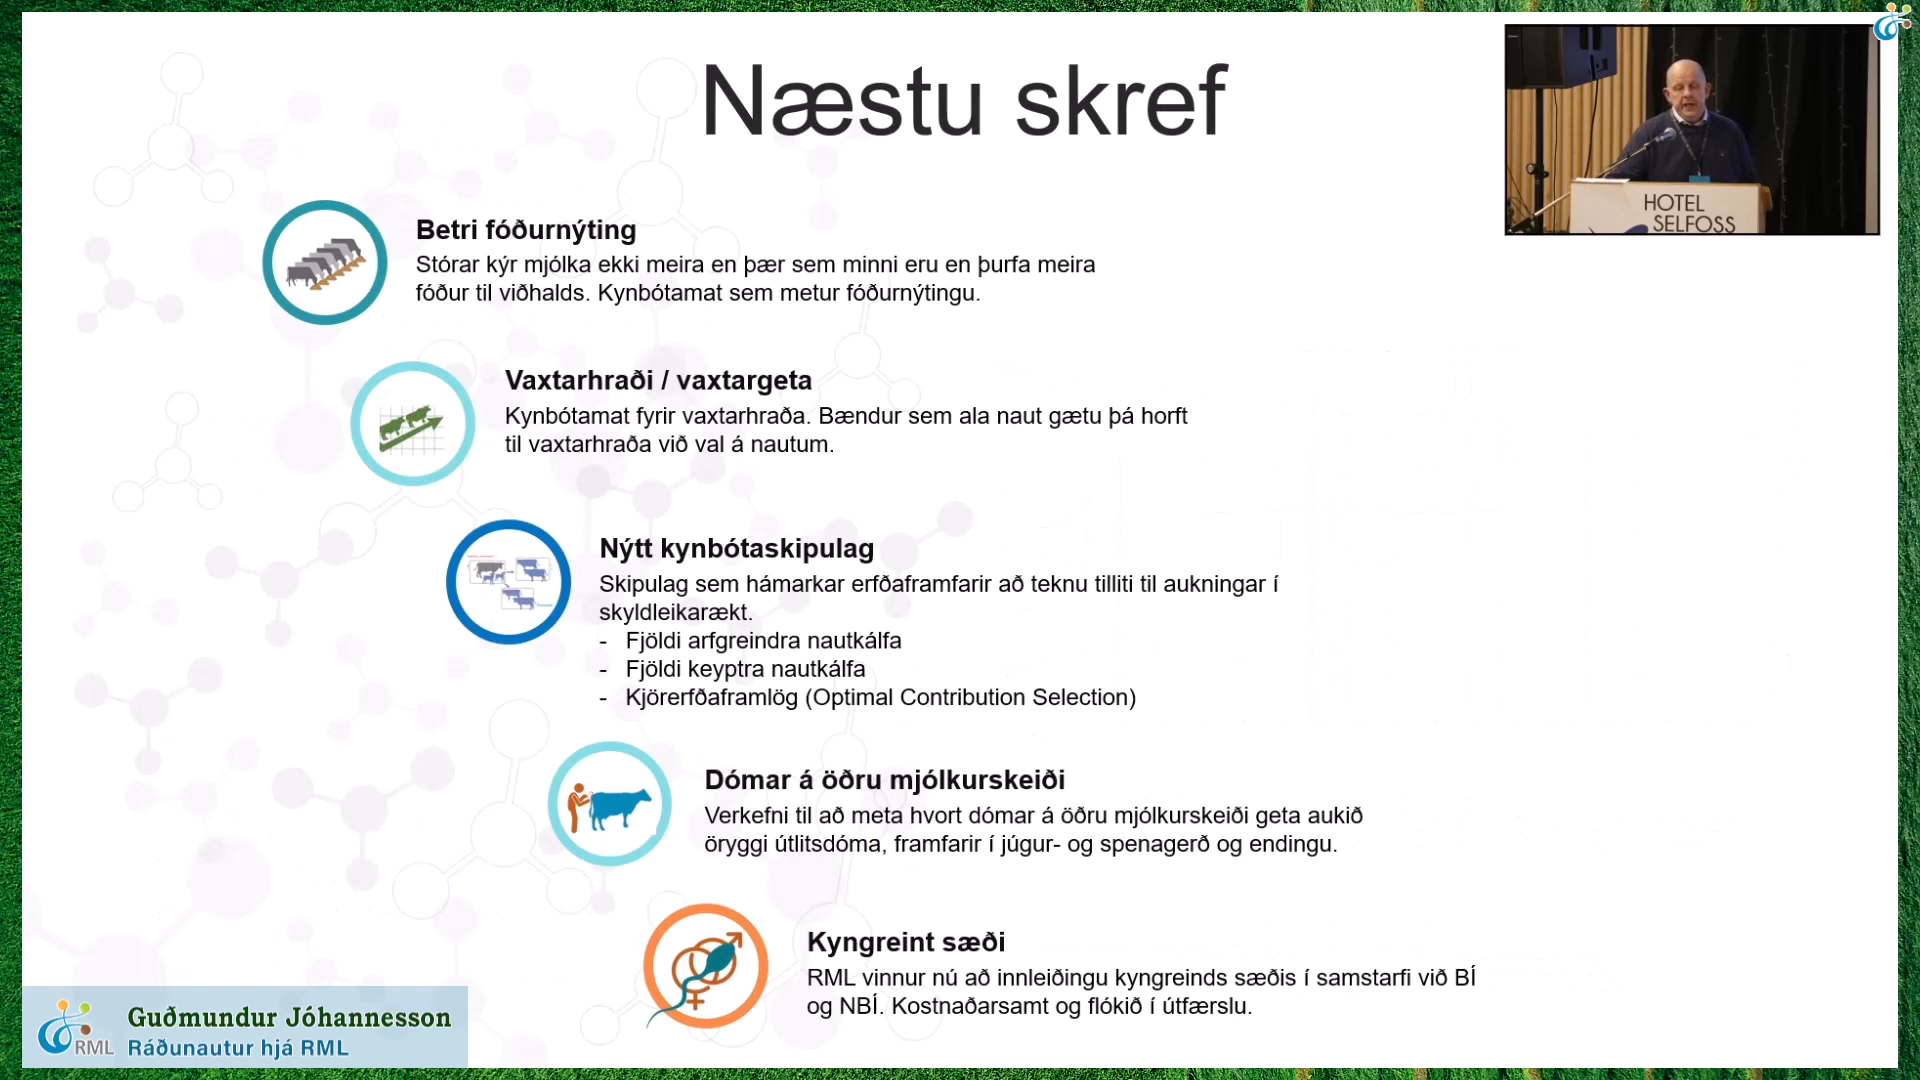 Næstu skref
HOTEL
SELFOSS
Betri fóðurnýting
Stórar kýr mjólka ekki meira en þær sem minni eru en þurfa meira
fóður til viðhalds. Kynbótamat sem metur fóðurnýtingu.
Vaxtarhraði / vaxtargeta
Kynbótamat fyrir vaxtarhraða. Bændur sem ala naut gætu þá horft
til vaxtarhraða við val á nautum.
Nýtt kynbótaskipulag
Skipulag sem hámarkar erfðaframfarir að teknu tilliti til aukningar í
skyldleikarækt.
- Fjöldi arfgreindra nautkálfa
- Fjöldi keyptra nautkálfa
- Kjörerfðaframlög (Optimal Contribution Selection)
Dómar á öðru mjólkurskeiði
Verkefni til að meta hvort dómar á öðru mjólkurskeiði geta aukið
öryggi útlitsdóma, framfarir í júgur- og spenagerð og endingu.
Kyngreint sæði
RML vinnur nú að innleiðingu kyngreinds sæðis í samstarfi við BÍ
og NBÍ. Kostnaðarsamt og flókið í útfærslu.
Guðmundur Jóhannesson
RML Ráðunautur hjá RML